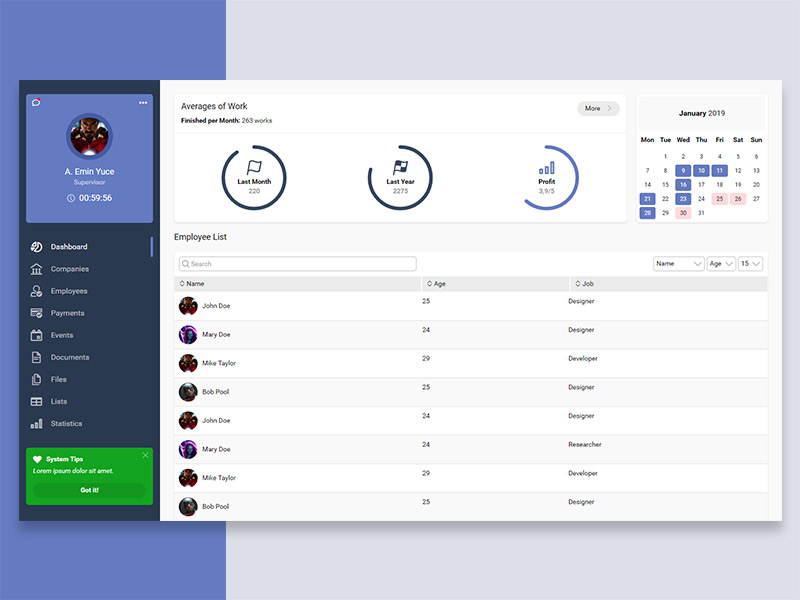 A. Emin Yuce
Supervisor
00:59:56
Dashboard
Companies
Employees
Payments
Events
Documents
Files
Lists
Statistics
System Tips
Lorem ipsum dolor sit amet.
Got it!
Averages of Work
Finished per Month: 263 works
More
Last Month
220
Last Year
2275
Profit
3,9/5
January 2019
Mon Tue Wed Thu Fri Sat Sun
1 2 3 4 5 6
7 8 9 10 11 12 13
14 15 16 17 18 19 20
21 22 23 24 25 26 27
28 29 30 31
Employee List
Search
Name Age 15
Name Age Job
John Doe 25 Designer
Mary Doe 24 Designer
Mike Taylor 29 Developer
Bob Pool 25 Designer
John Doe 24 Designer
Mary Doe 24 Researcher
Mike Taylor 29 Developer
Bob Pool 25 Designer